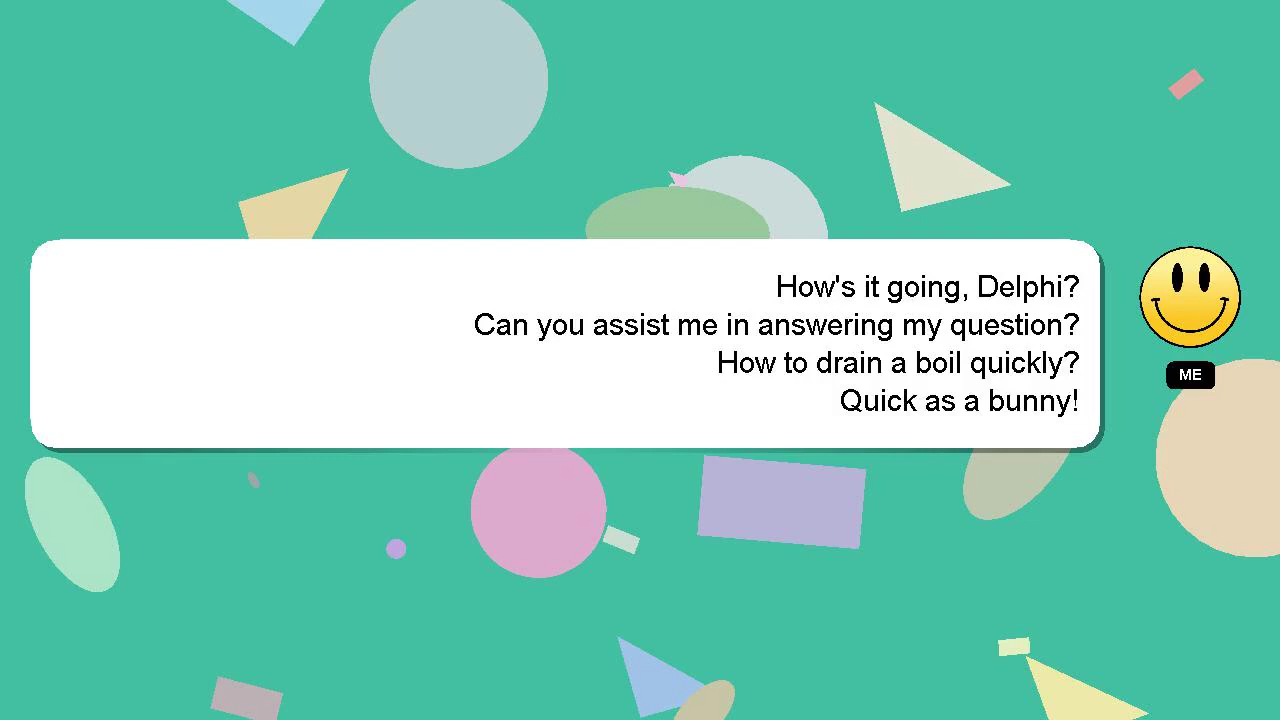 How's it going, Delphi?
Can you assist me in answering my question?
How to drain a boil quickly?
Quick as a bunny!
ME